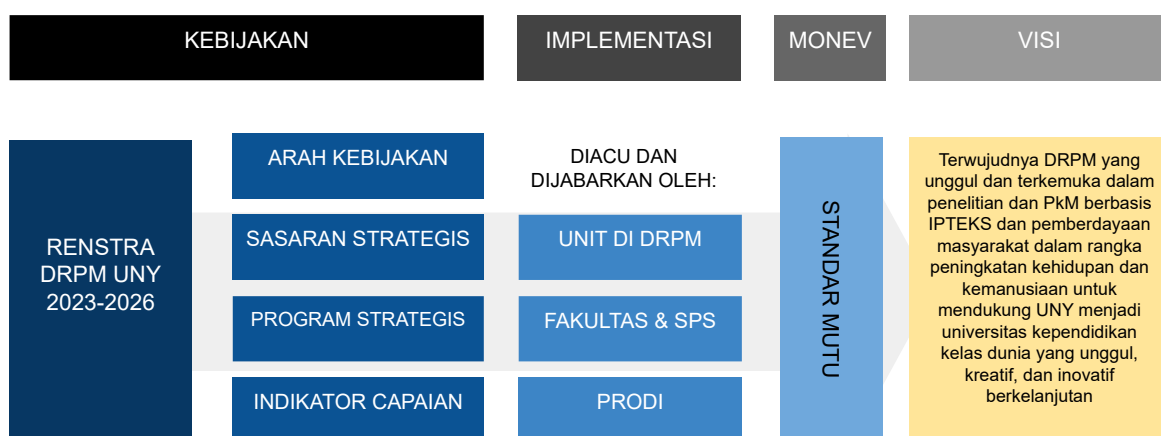 KEBIJAKAN
IMPLEMENTASI
MONEV
VISI
RENSTRA
DRPM UNY
2023-2026
ARAH KEBIJAKAN
SASARAN STRATEGIS
PROGRAM STRATEGIS
INDIKATOR CAPAIAN
DIACU DAN
DIJABARKAN OLEH:
UNIT DI DRPM
FAKULTAS & SPS
PRODI
STANDAR MUTU
Terwujudnya DRPM yang
unggul dan terkemuka dalam
penelitian dan PkM berbasis
IPTEKS dan pemberdayaan
masyarakat dalam rangka
peningkatan kehidupan dan
kemanusiaan untuk
mendukung UNY menjadi
universitas kependidikan
kelas dunia yang unggul,
kreatif, dan inovatif
berkelanjutan